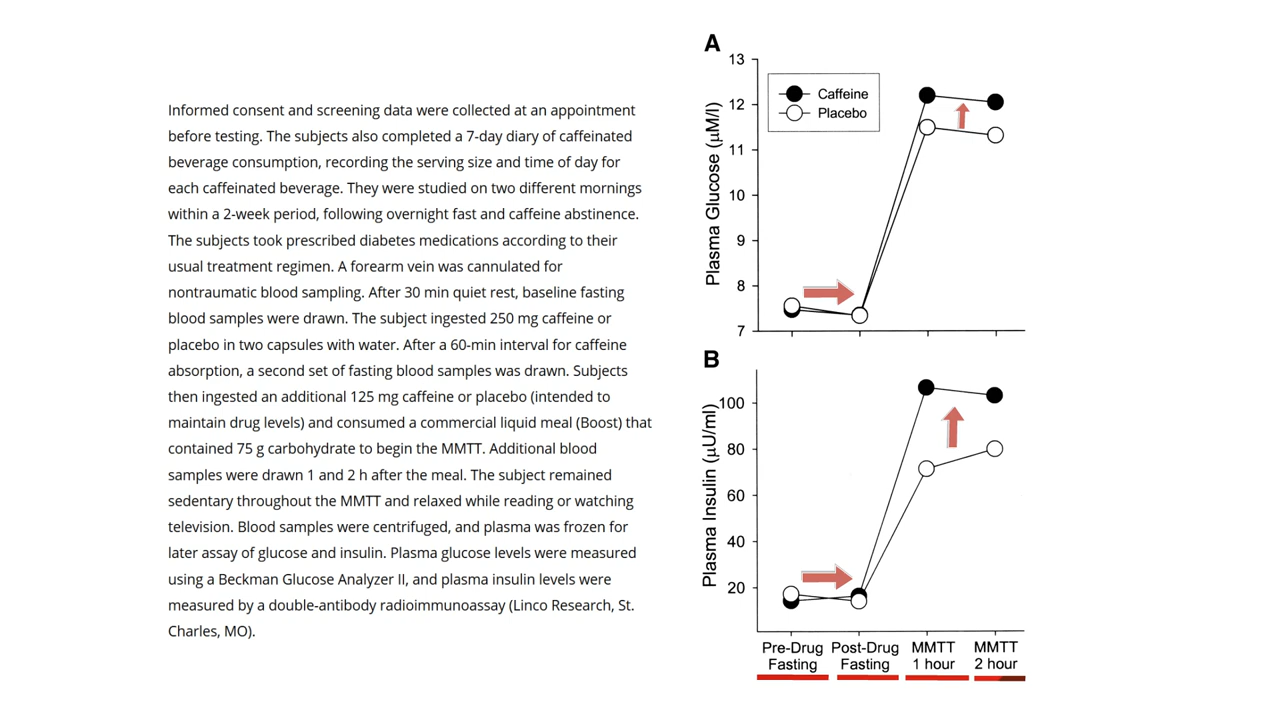 Informed consent and screening data were collected at an appointment
before testing. The subjects also completed a 7-day diary of caffeinated
beverage consumption, recording the serving size and time of day for
each caffeinated beverage. They were studied on two different mornings
within a 2-week period, following overnight fast and caffeine abstinence.
The subjects took prescribed diabetes medications according to their
usual treatment regimen. A forearm vein was cannulated for
nontraumatic blood sampling. After 30 min quiet rest, baseline fasting
blood samples were drawn. The subject ingested 250 mg caffeine or
placebo in two capsules with water. After a 60-min interval for caffeine
absorption, a second set of fasting blood samples was drawn. Subjects
then ingested an additional 125 mg caffeine or placebo (intended to
maintain drug levels) and consumed a commercial liquid meal (Boost) that
contained 75 g carbohydrate to begin the MMTT. Additional blood
samples were drawn 1 and 2 h after the meal. The subject remained
sedentary throughout the MMTT and relaxed while reading or watching
television. Blood samples were centrifuged, and plasma was frozen for
later assay of glucose and insulin. Plasma glucose levels were measured
using a Beckman Glucose Analyzer II, and plasma insulin levels were
measured by a double-antibody radioimmunoassay (Linco Research, St.
Charles, MO).
A
Plasma Glucose (µM/l)
13
12
11
10
9
8
7
Caffeine
Placebo
B
Plasma Insulin (µU/ml)
100
80
60
40
20
Pre-Drug Post-Drug MMTT MMTT
Fasting Fasting 1 hour 2 hour